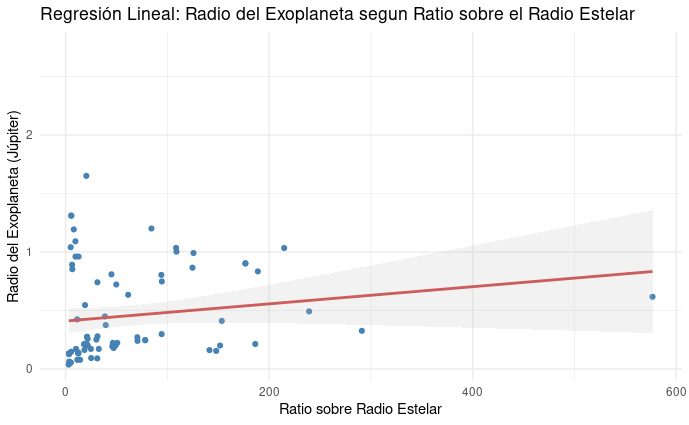 Regresión Lineal: Radio del Exoplaneta segun Ratio sobre el Radio Estelar
Radio del Exoplaneta (Júpiter)
2
1
0
0
200
400
600
Ratio sobre Radio Estelar